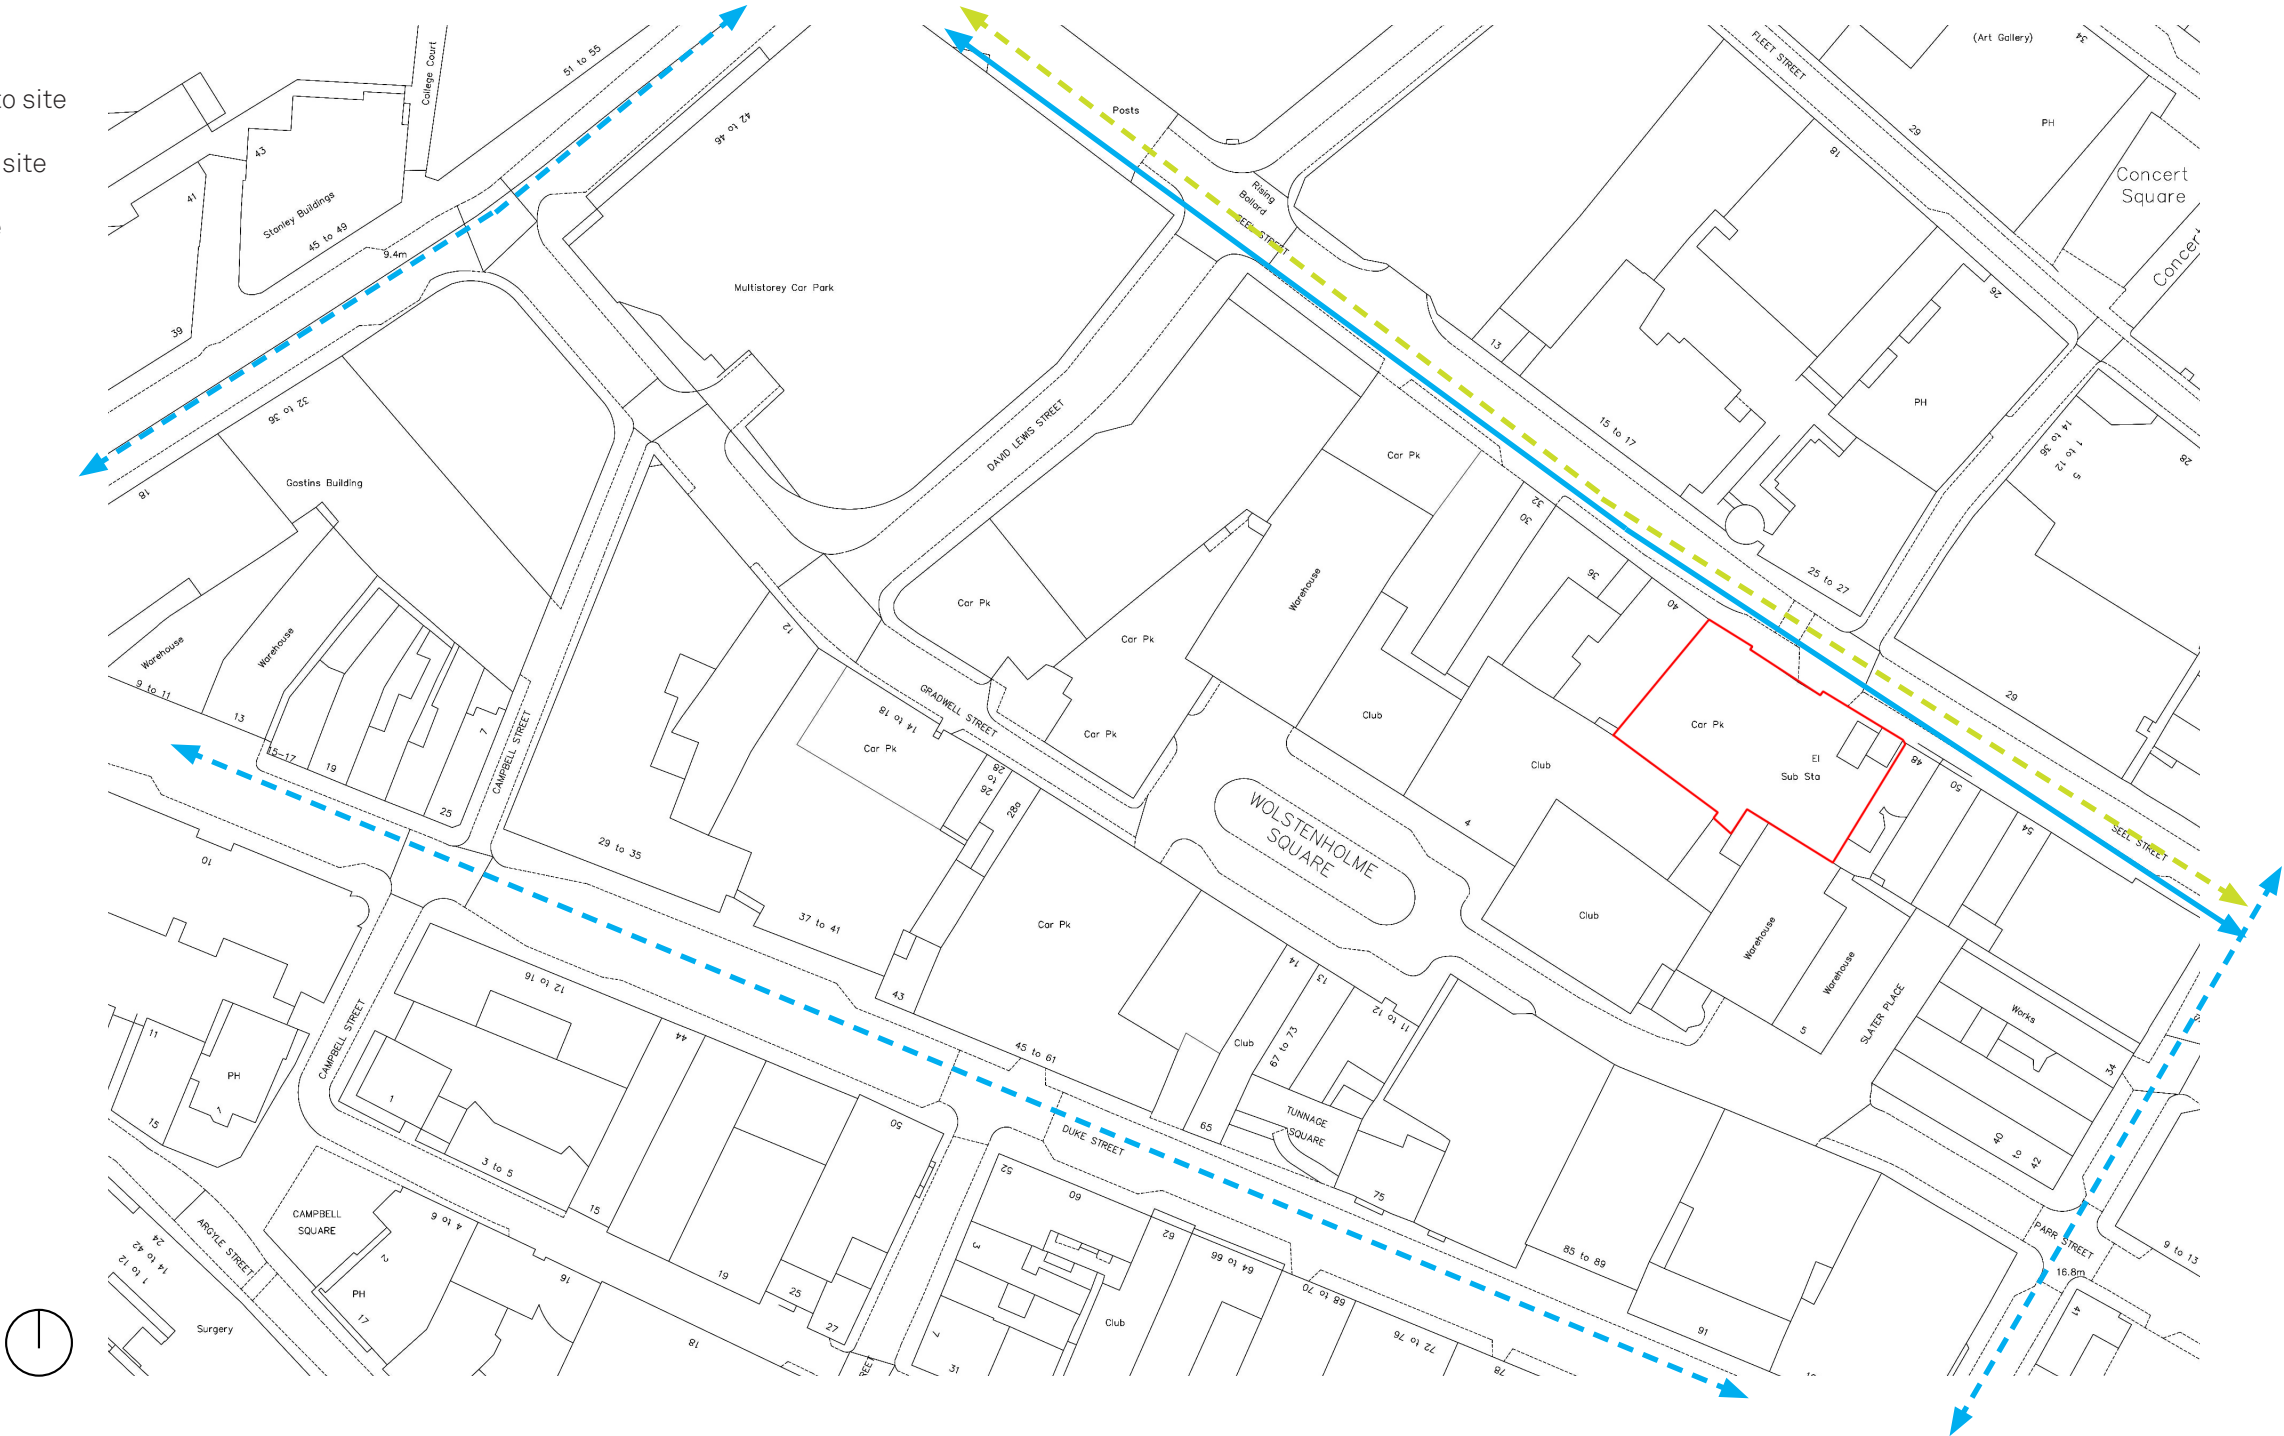 to site
site
College Court
51 to 55
42 to 46
43
41
Stanley Buildings
45 to 49
9.4m
39
Multistorey Car Park
Posts
Rising
Bollard
SEEL STREET
FLEET STREET
(Art Gallery)
34
29
PH
18
Concert
Square
Concert
26
PH
13
15 to 17
14 to 36
1 to 12
5
28
32 to 36
18
Gostins Building
DAVID LEWIS STREET
Car Pk
32
30
36
40
25 to 27
29
Warehouse
Warehouse
9 to 11
13
15-17
19
25
7
CAMPBELL STREET
12
Car Pk
Car Pk
Warehouse
GRADWELL STREET
14 to 18
Car Pk
Car Pk
Club
Club
Car Pk
El
Sub Sta
48
50
54
SEEL STREET
26
to
28
28a
WOLSTENHOLME
SQUARE
4
10
29 to 35
37 to 41
43
Car Pk
Club
Warehouse
Warehouse
SLATER PLACE
Works
5
34
12 to 16
44
45 to 61
14
13
11 to 12
Club
67 to 73
CAMPBELL STREET
11
PH
7
15
1
3 to 5
50
DUKE STREET
65
TUNNAGE
SQUARE
75
40
to
42
CAMPBELL
SQUARE
4 to 6
15
52
60
62
64 to 66
3
85 to 89
PARR STREET
9 to 13
16.8m
41
ARGYLE STREET
24
14 to 42
1 to 12
2
PH
17
16
19
25
27
68 to 70
72 to 76
78
91
Surgery
18
7
31
Club